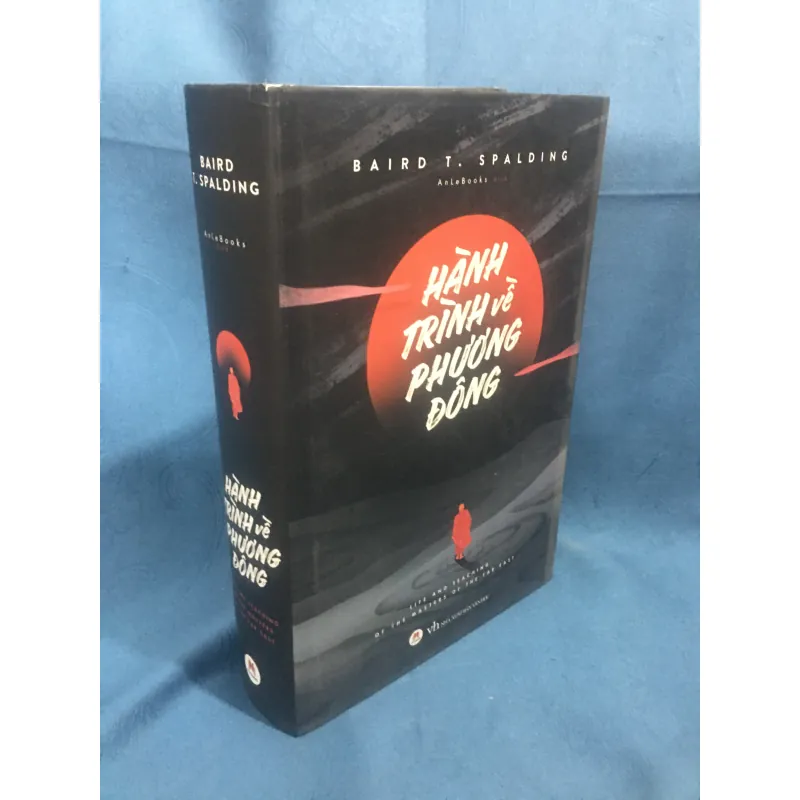 BAIRD
T. SPALDING
AnLeBooks
HÀNH
TRÌNH VỀ
PHƯƠNG
ĐÔNG
BAIRD T. SPALDING
AnLeBooks
HÀNH
TRÌNH VỀ
PHƯƠNG
ĐÔNG
LIFE AND TEACHING
OF THE MASTERS OF THE FAR EAST